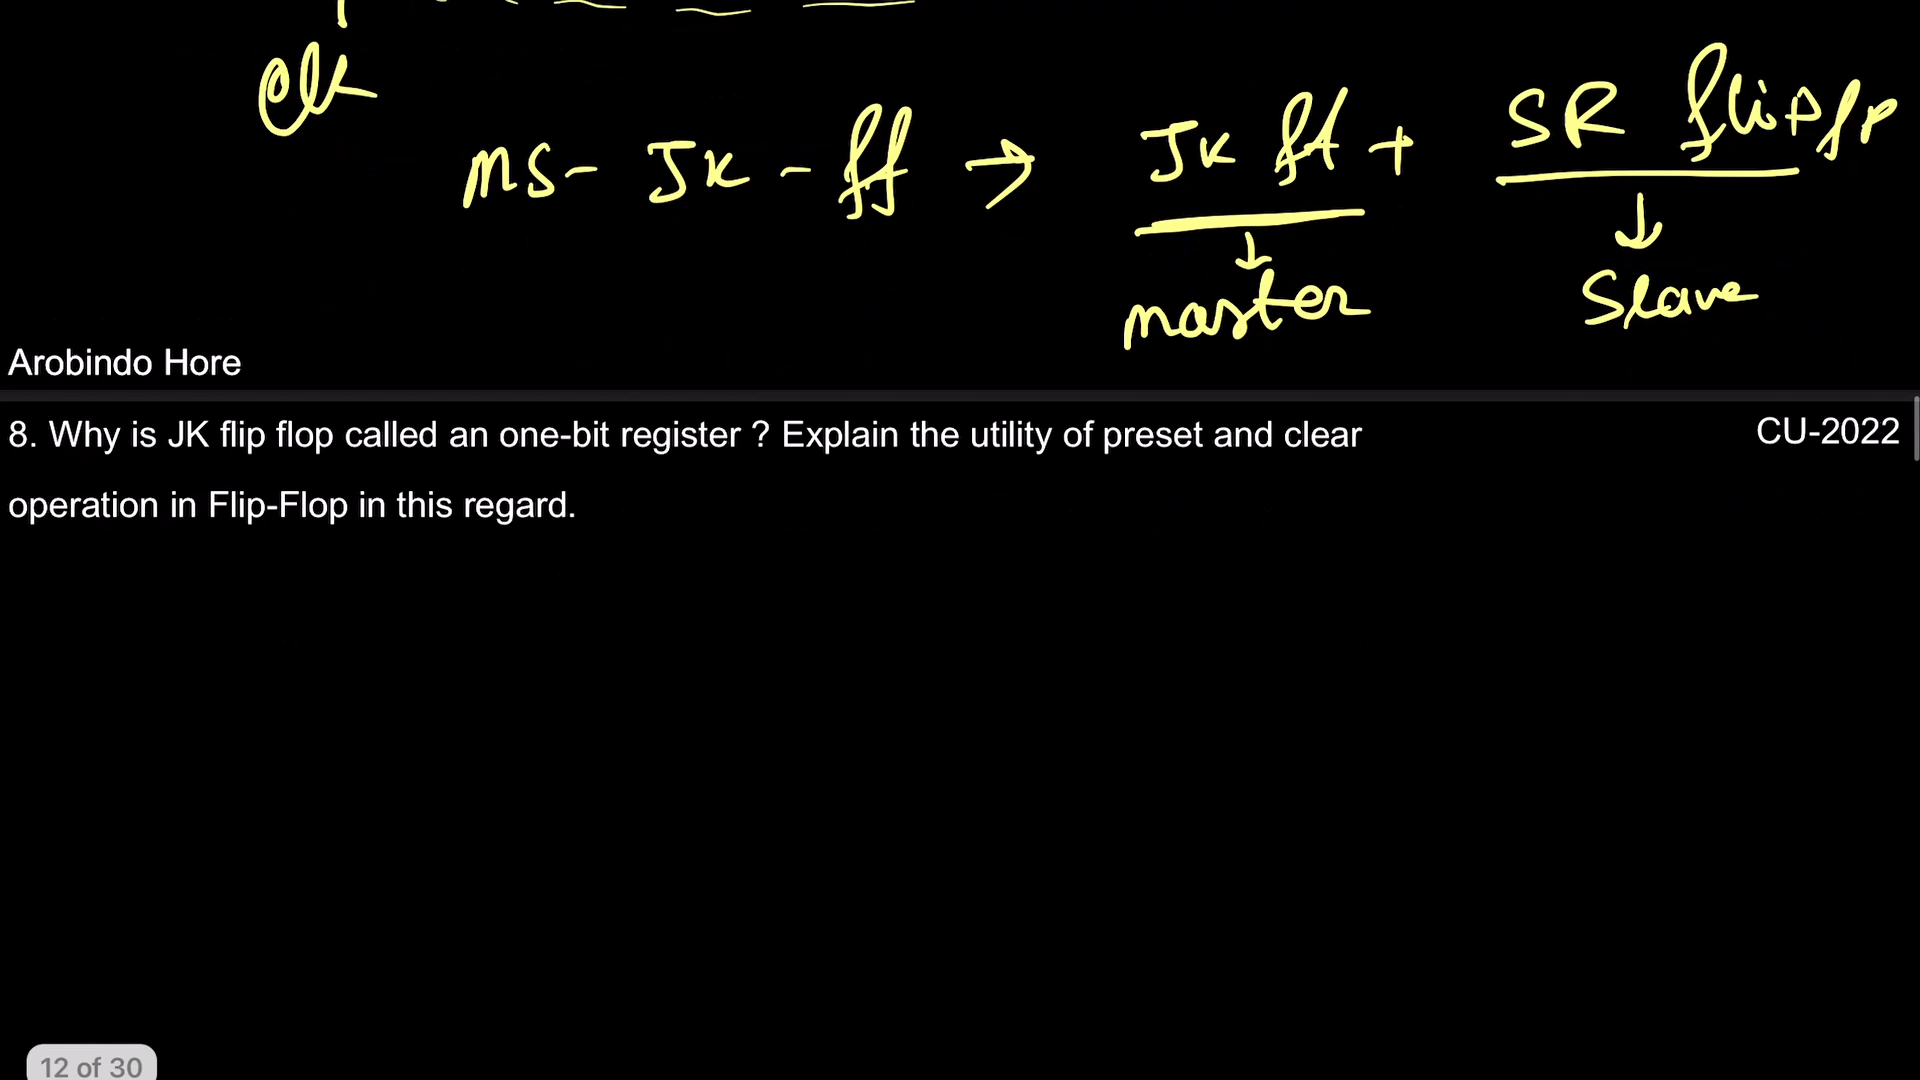 clk
SR flip fp
MS - JK - ff → JK ff +
master
Slave
Arobindo Hore
8. Why is JK flip flop called an one-bit register ? Explain the utility of preset and clear
CU-2022
operation in Flip-Flop in this regard.
12 of 30